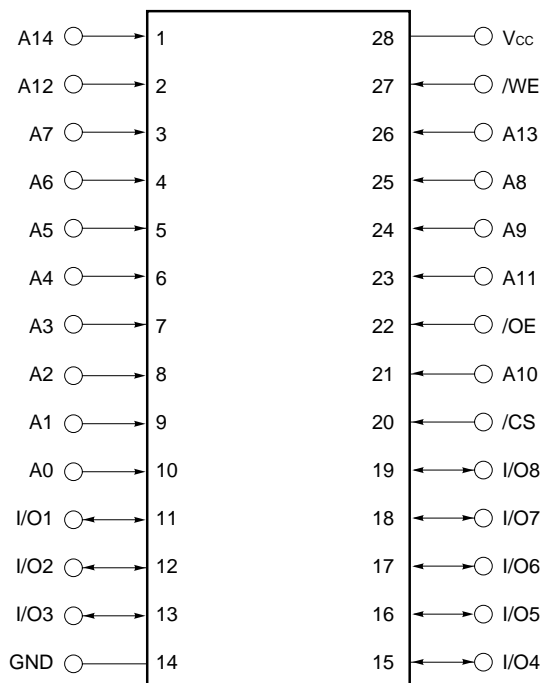 A14 1 28 Vcc
A12 2 27 /WE
A7 3 26 A13
A6 4 25 A8
A5 5 24 A9
A4 6 23 A11
A3 7 22 /OE
A2 8 21 A10
A1 9 20 /CS
A0 10 19 I/O8
I/O1 11 18 I/O7
I/O2 12 17 I/O6
I/O3 13 16 I/O5
GND 14 15 I/O4